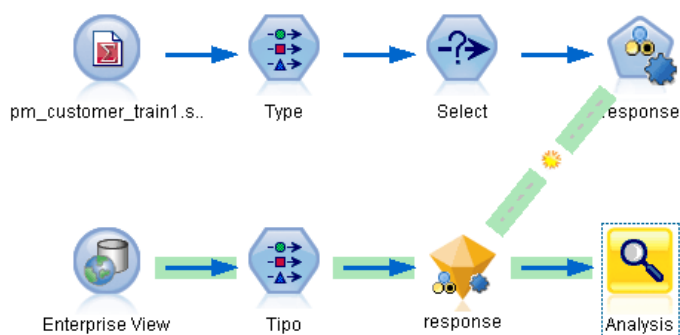 pm_customer_train1.s..
Type
Select
response
Enterprise View
Tipo
response
Analysis